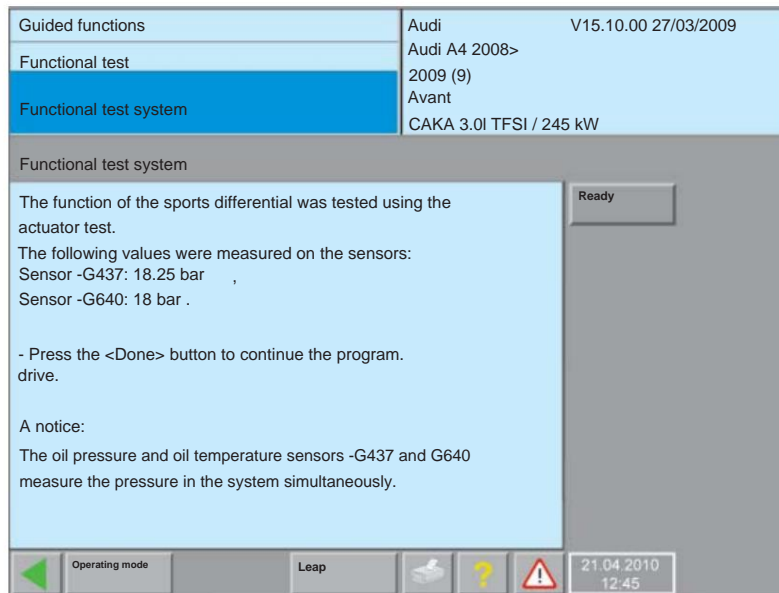 Guided functions
Functional test
Functional test system
Audi
V15.10.00 27/03/2009
Audi A4 2008>
2009 (9)
Avant
CAKA 3.0l TFSI / 245 kW
Functional test system
The function of the sports differential was tested using the
actuator test.
The following values were measured on the sensors:
Sensor -G437: 18.25 bar ,
Sensor -G640: 18 bar .
- Press the <Done> button to continue the program.
drive.
A notice:
The oil pressure and oil temperature sensors -G437 and G640
measure the pressure in the system simultaneously.
Ready
Operating mode
Leap
?
!
21.04.2010
12:45